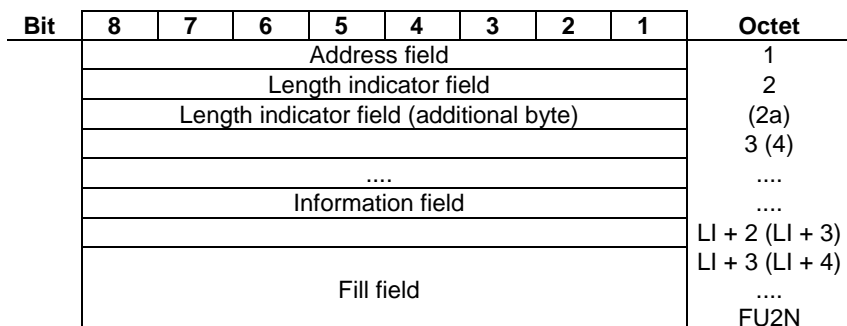 Bit 8 7 6 5 4 3 2 1 Octet
Address field 1
Length indicator field 2
Length indicator field (additional byte) (2a)
3 (4)
.... ....
Information field ....
LI + 2 (LI + 3)
LI + 3 (LI + 4)
Fill field ....
FU2N